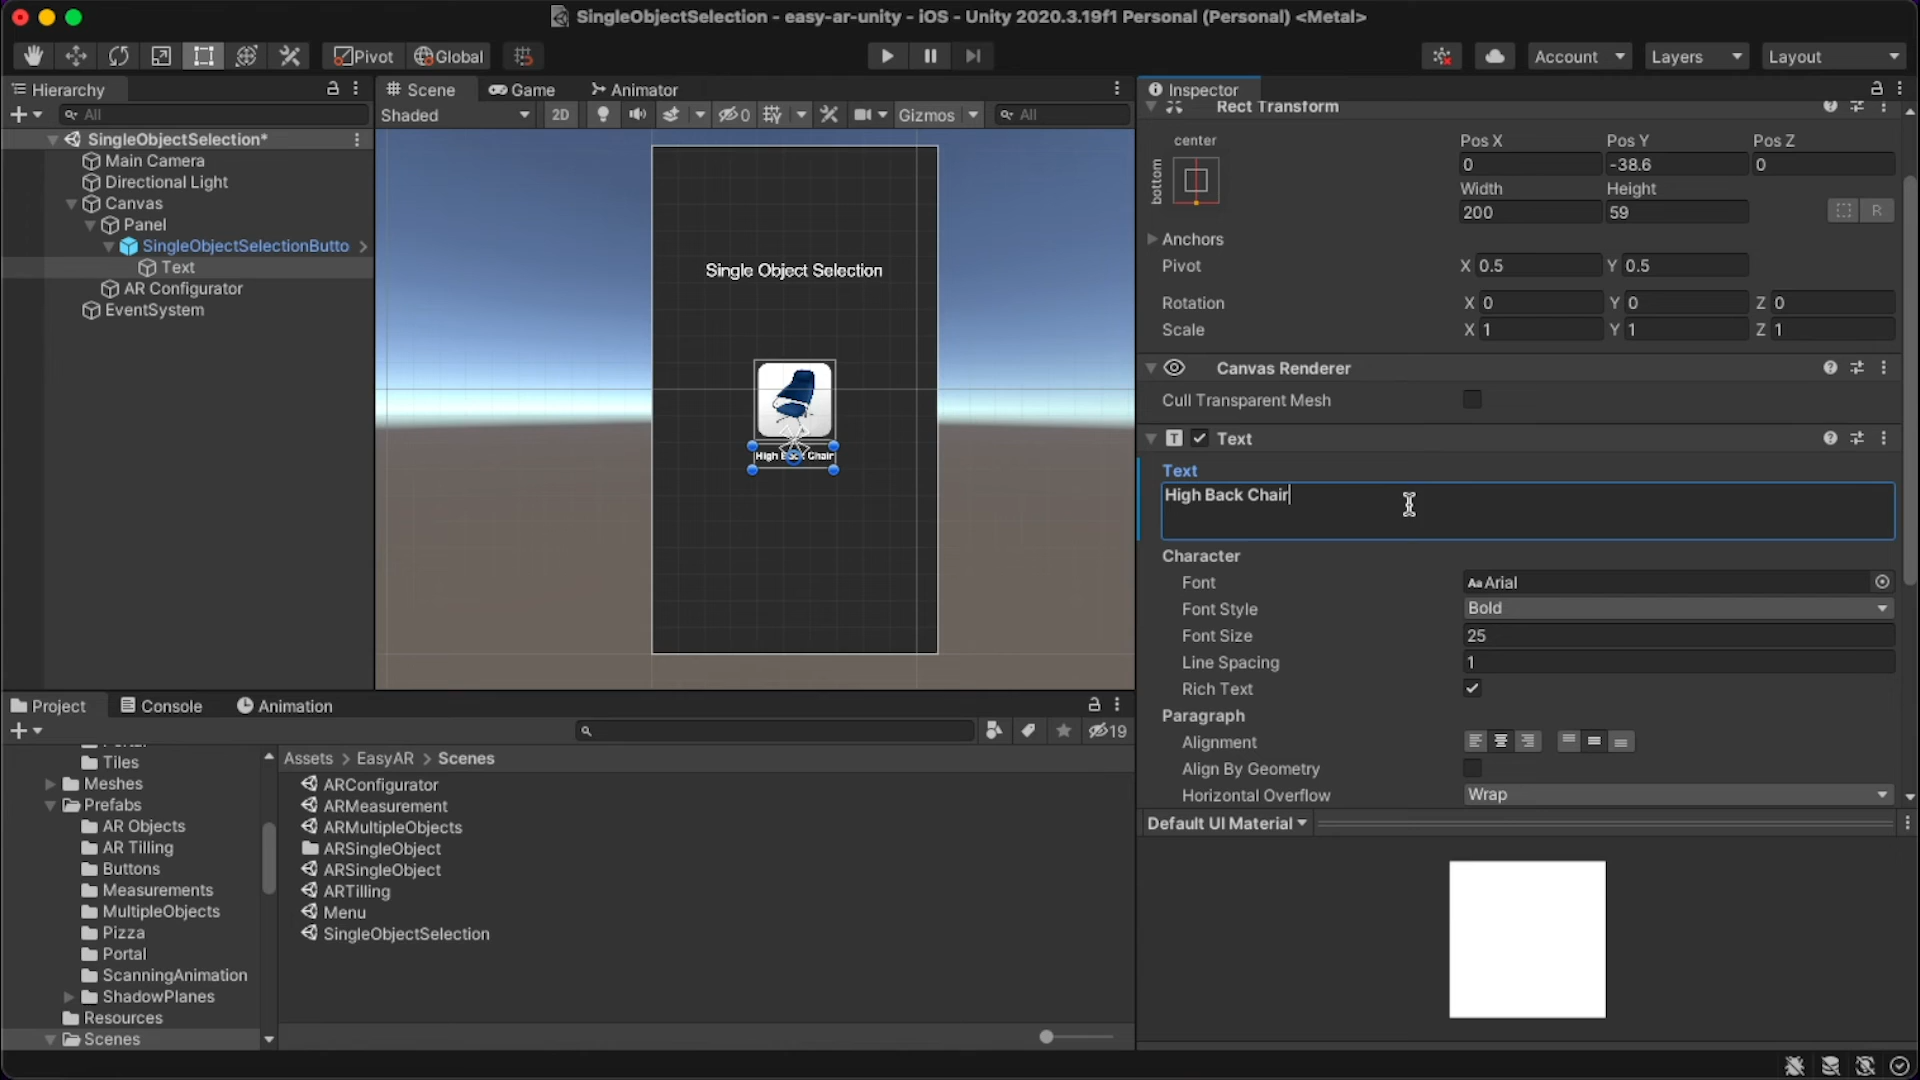 SingleObjectSelection - easy-ar-unity - iOS - Unity 2020.3.19f1 Personal (Personal) <Metal>
Pivot
Global
Account
Layers
Layout
Hierarchy
Scene
Game
Animator
Inspector
All
Shaded
2D
0
Gizmos
All
SingleObjectSelection*
Main Camera
Directional Light
Canvas
Panel
SingleObjectSelectionButto
Text
AR Configurator
EventSystem
Single Object Selection
High Back Chair
Rect Transform
center
bottom
Pos X
Pos Y
Pos Z
0
-38.6
0
Width
Height
200
59
R
Anchors
Pivot
X 0.5
Y 0.5
Rotation
X 0
Y 0
Z 0
Scale
X 1
Y 1
Z 1
Canvas Renderer
Cull Transparent Mesh
T
Text
Text
High Back Chair
Character
Font
Aa Arial
Font Style
Bold
Font Size
25
Line Spacing
1
Rich Text
Paragraph
Alignment
Align By Geometry
Horizontal Overflow
Wrap
Default UI Material
Project
Console
Animation
19
Tiles
Meshes
Prefabs
AR Objects
AR Tilling
Buttons
Measurements
MultipleObjects
Pizza
Portal
ScanningAnimation
ShadowPlanes
Resources
Scenes
Assets > EasyAR > Scenes
ARConfigurator
ARMeasurement
ARMultipleObjects
ARSingleObject
ARSingleObject
ARTilling
Menu
SingleObjectSelection